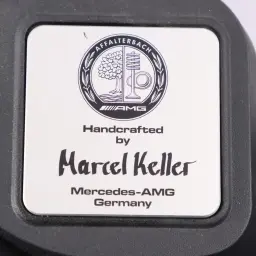 AFFALTERBACH
AMG
Handcrafted
by
Marcel Keller
Mercedes-AMG
Germany